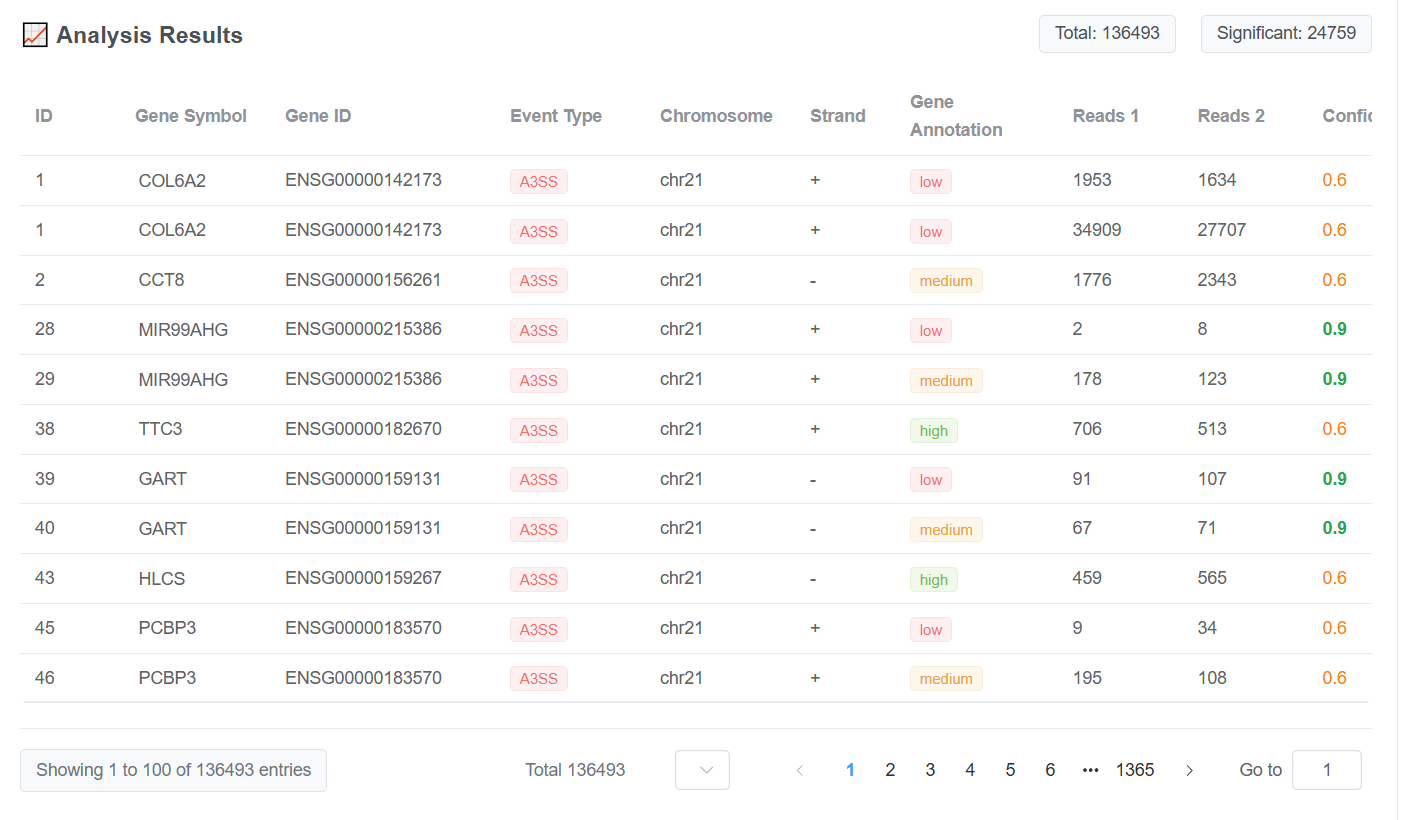 Analysis Results Total: 136493 Significant: 24759
ID Gene Symbol Gene ID Event Type Chromosome Strand Gene Annotation Reads 1 Reads 2 Confic
1 COL6A2 ENSG00000142173 A3SS chr21 + low 1953 1634 0.6
1 COL6A2 ENSG00000142173 A3SS chr21 + low 34909 27707 0.6
2 CCT8 ENSG00000156261 A3SS chr21 - medium 1776 2343 0.6
28 MIR99AHG ENSG00000215386 A3SS chr21 + low 2 8 0.9
29 MIR99AHG ENSG00000215386 A3SS chr21 + medium 178 123 0.9
38 TTC3 ENSG00000182670 A3SS chr21 + high 706 513 0.6
39 GART ENSG00000159131 A3SS chr21 - low 91 107 0.9
40 GART ENSG00000159131 A3SS chr21 - medium 67 71 0.9
43 HLCS ENSG00000159267 A3SS chr21 - high 459 565 0.6
45 PCBP3 ENSG00000183570 A3SS chr21 + low 9 34 0.6
46 PCBP3 ENSG00000183570 A3SS chr21 + medium 195 108 0.6
Showing 1 to 100 of 136493 entries Total 136493 1 2 3 4 5 6 ••• 1365 Go to 1